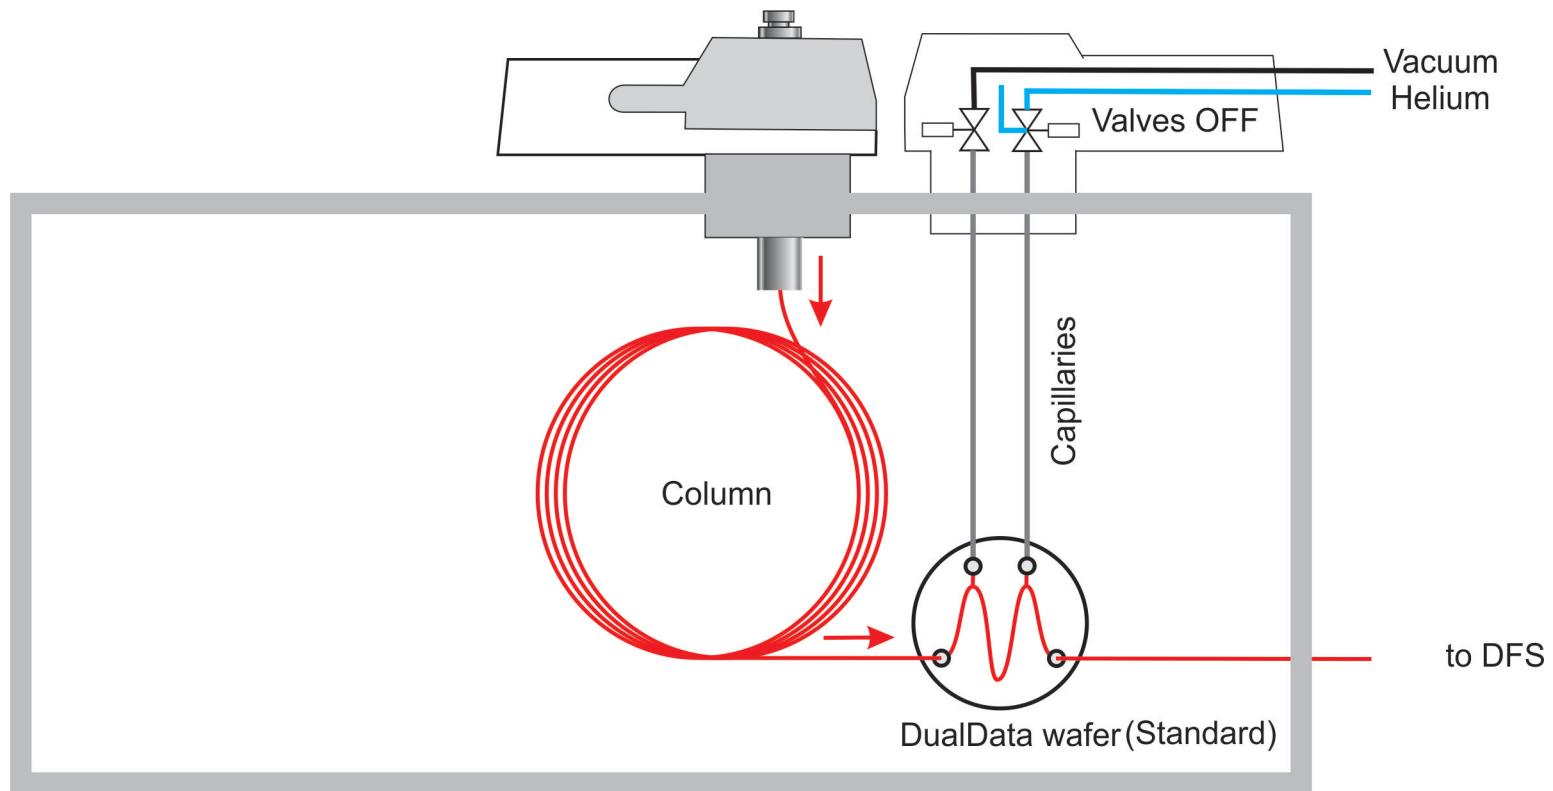 Vacuum
Helium
Valves OFF
Capillaries
Column
to DFS
DualData wafer (Standard)